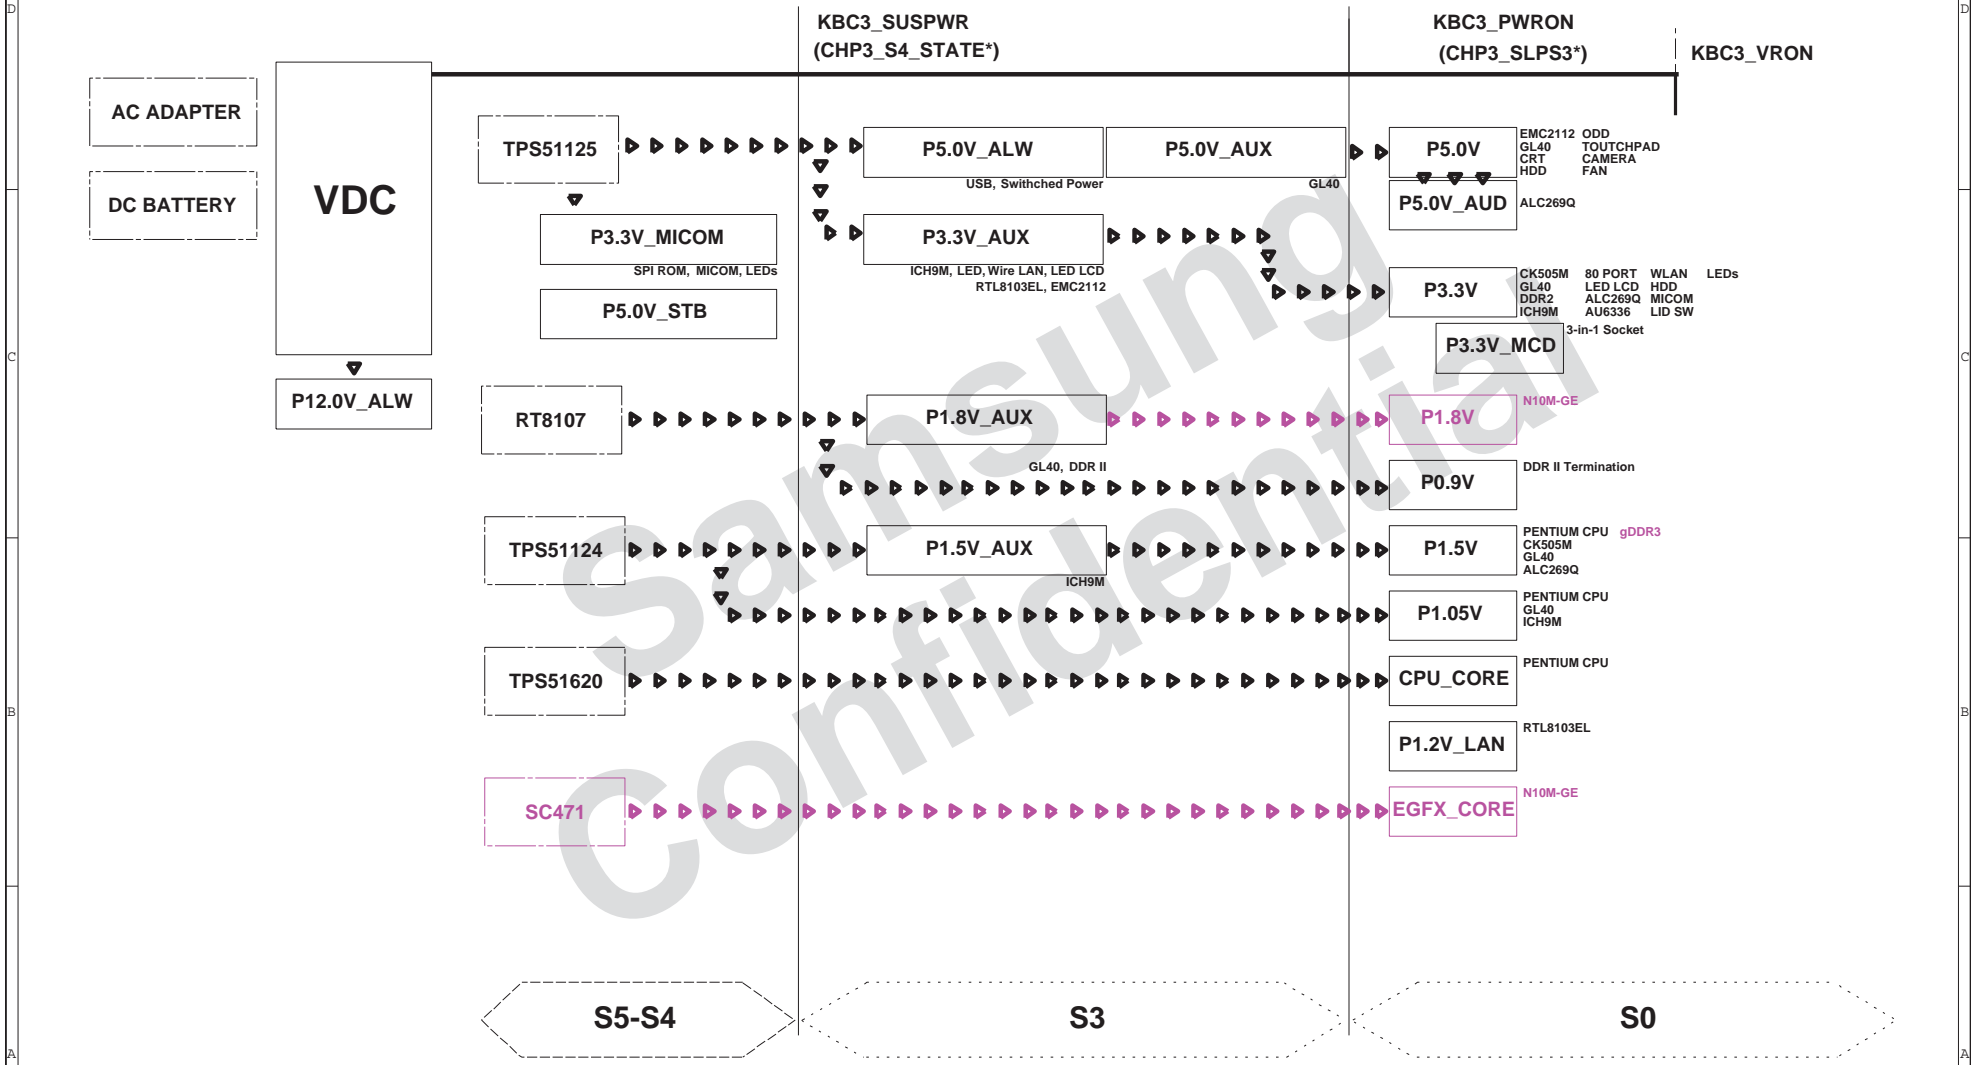 D
D
KBC3_SUSPWR
(CHP3_S4_STATE*)
KBC3_PWRON
(CHP3_SLPS3*)
KBC3_VRON
AC ADAPTER
DC BATTERY
VDC
P12.0V_ALW
TPS51125
P5.0V_ALW
USB, Swithched Power
P5.0V_AUX
GL40
P5.0V
EMC2112 ODD
GL40 TOUTCHPAD
CRT CAMERA
HDD FAN
P5.0V_AUD
ALC269Q
P3.3V_MICOM
SPI ROM, MICOM, LEDs
P5.0V_STB
P3.3V_AUX
ICH9M, LED, Wire LAN, LED LCD
RTL8103EL, EMC2112
P3.3V
CK505M 80 PORT WLAN LEDs
GL40 LED LCD HDD
DDR2 ALC269Q MICOM
ICH9M AU6336 LID SW
3-in-1 Socket
P3.3V_MCD
C
C
RT8107
P1.8V_AUX
GL40, DDR II
P1.8V
N10M-GE
P0.9V
DDR II Termination
TPS51124
P1.5V_AUX
ICH9M
P1.5V
PENTIUM CPU gDDR3
CK505M
GL40
ALC269Q
P1.05V
PENTIUM CPU
GL40
ICH9M
TPS51620
CPU_CORE
PENTIUM CPU
B
B
P1.2V_LAN
RTL8103EL
SC471
EGFX_CORE
N10M-GE
Samsung
Confidential
S5-S4
S3
S0
A
A